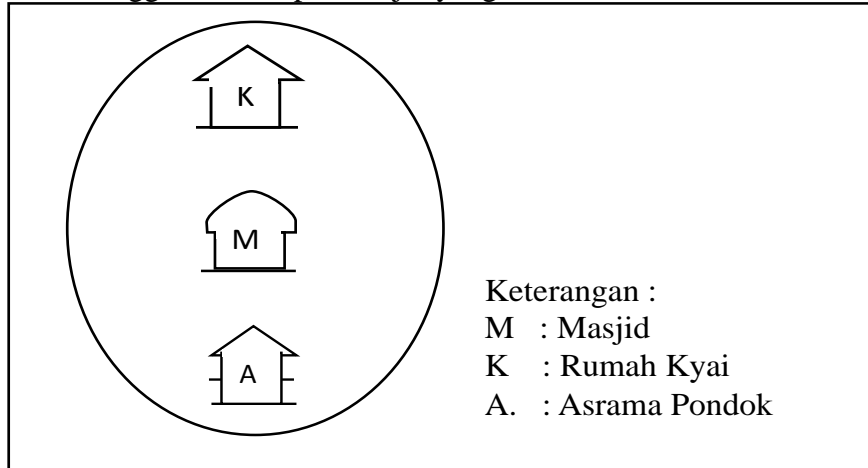 K
M
A
Keterangan :
M : Masjid
K : Rumah Kyai
A. : Asrama Pondok